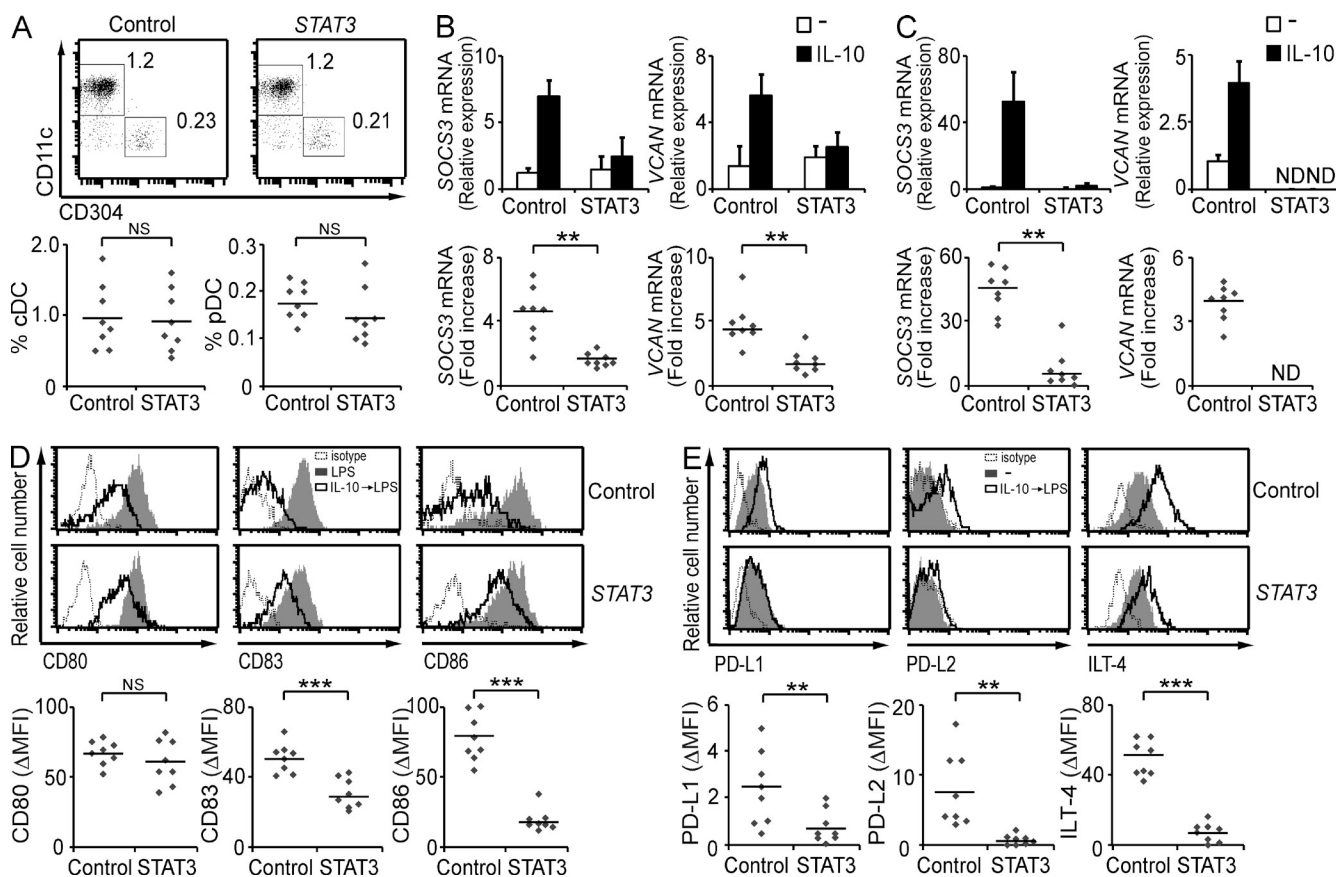 A
Control
STAT3
1.2
0.23
1.2
0.21
CD11c
CD304
NS
% cDC
2.0
1.0
0
Control STAT3
NS
% pDC
0.3
0.2
0.1
0
Control STAT3
B
-
IL-10
SOCS3 mRNA
(Relative expression)
10
5
0
Control STAT3
VCAN mRNA
(Relative expression)
8
4
0
Control STAT3
**
SOCS3 mRNA
(Fold increase)
8
4
0
Control STAT3
**
VCAN mRNA
(Fold increase)
10
5
0
Control STAT3
C
-
IL-10
SOCS3 mRNA
(Relative expression)
80
40
0
Control STAT3
VCAN mRNA
(Relative expression)
5
2.5
0
NDND
Control STAT3
**
SOCS3 mRNA
(Fold increase)
60
30
0
Control STAT3
VCAN mRNA
(Fold increase)
6
3
0
ND
Control STAT3
D
Relative cell number
isotype
LPS
IL-10→LPS
Control
STAT3
CD80
CD83
CD86
NS
CD80 (ΔMFI)
100
50
0
Control STAT3
***
CD83 (ΔMFI)
80
40
0
Control STAT3
***
CD86 (ΔMFI)
100
50
0
Control STAT3
E
Relative cell number
isotype
-
IL-10→LPS
Control
STAT3
PD-L1
PD-L2
ILT-4
**
PD-L1 (ΔMFI)
6
4
2
0
Control STAT3
**
PD-L2 (ΔMFI)
20
10
0
Control STAT3
***
ILT-4 (ΔMFI)
80
40
0
Control STAT3